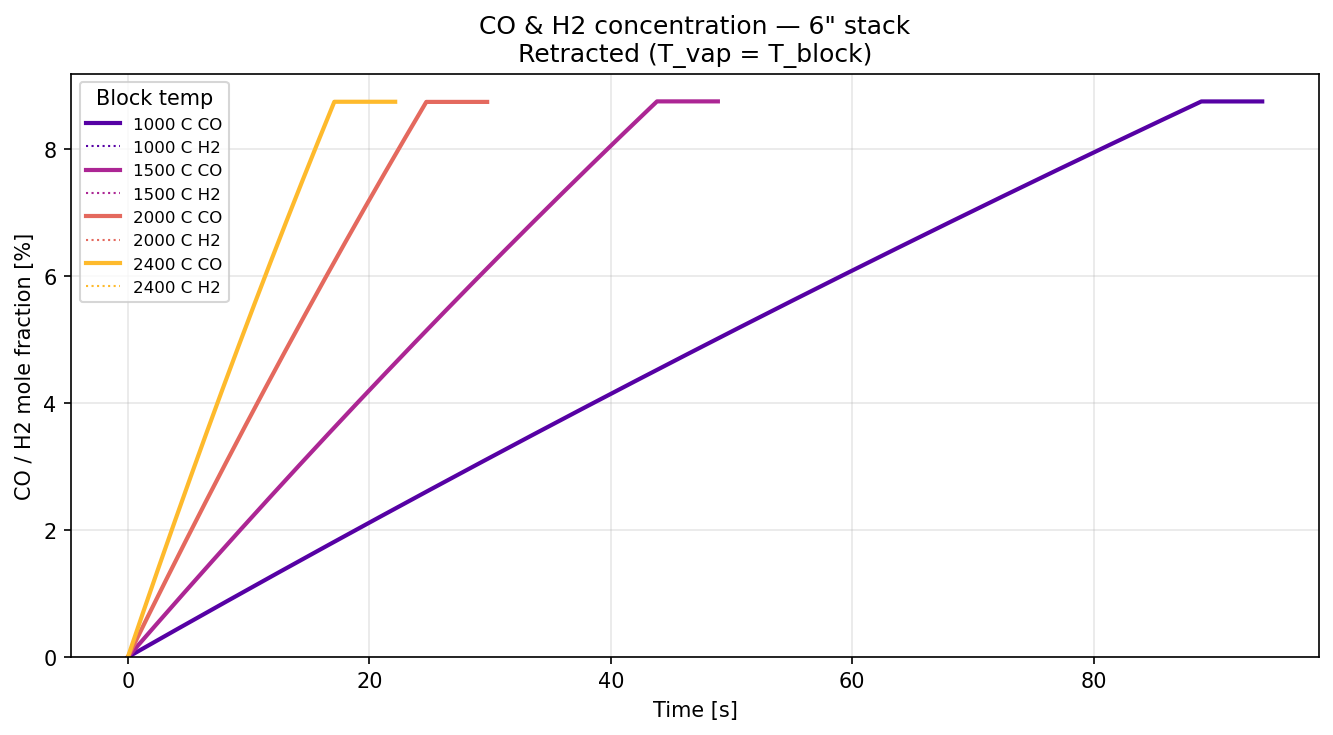 CO & H2 concentration — 6" stack
Retracted (T_vap = T_block)
Block temp
1000 C CO
1000 C H2
1500 C CO
1500 C H2
2000 C CO
2000 C H2
2400 C CO
2400 C H2
CO / H2 mole fraction [%]
8
6
4
2
0
0 20 40 60 80
Time [s]